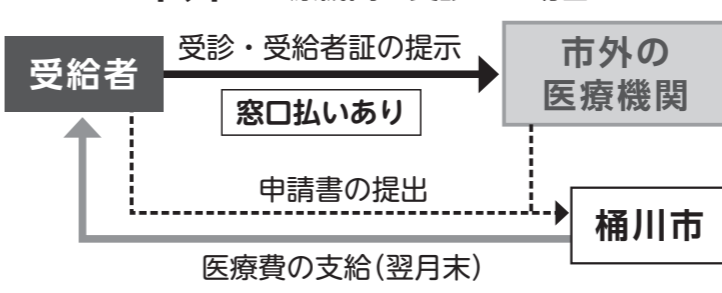 受診・受給者証の提示
受給者
市外の
医療機関
窓口払いあり
申請書の提出
桶川市
医療費の支給(翌月末)